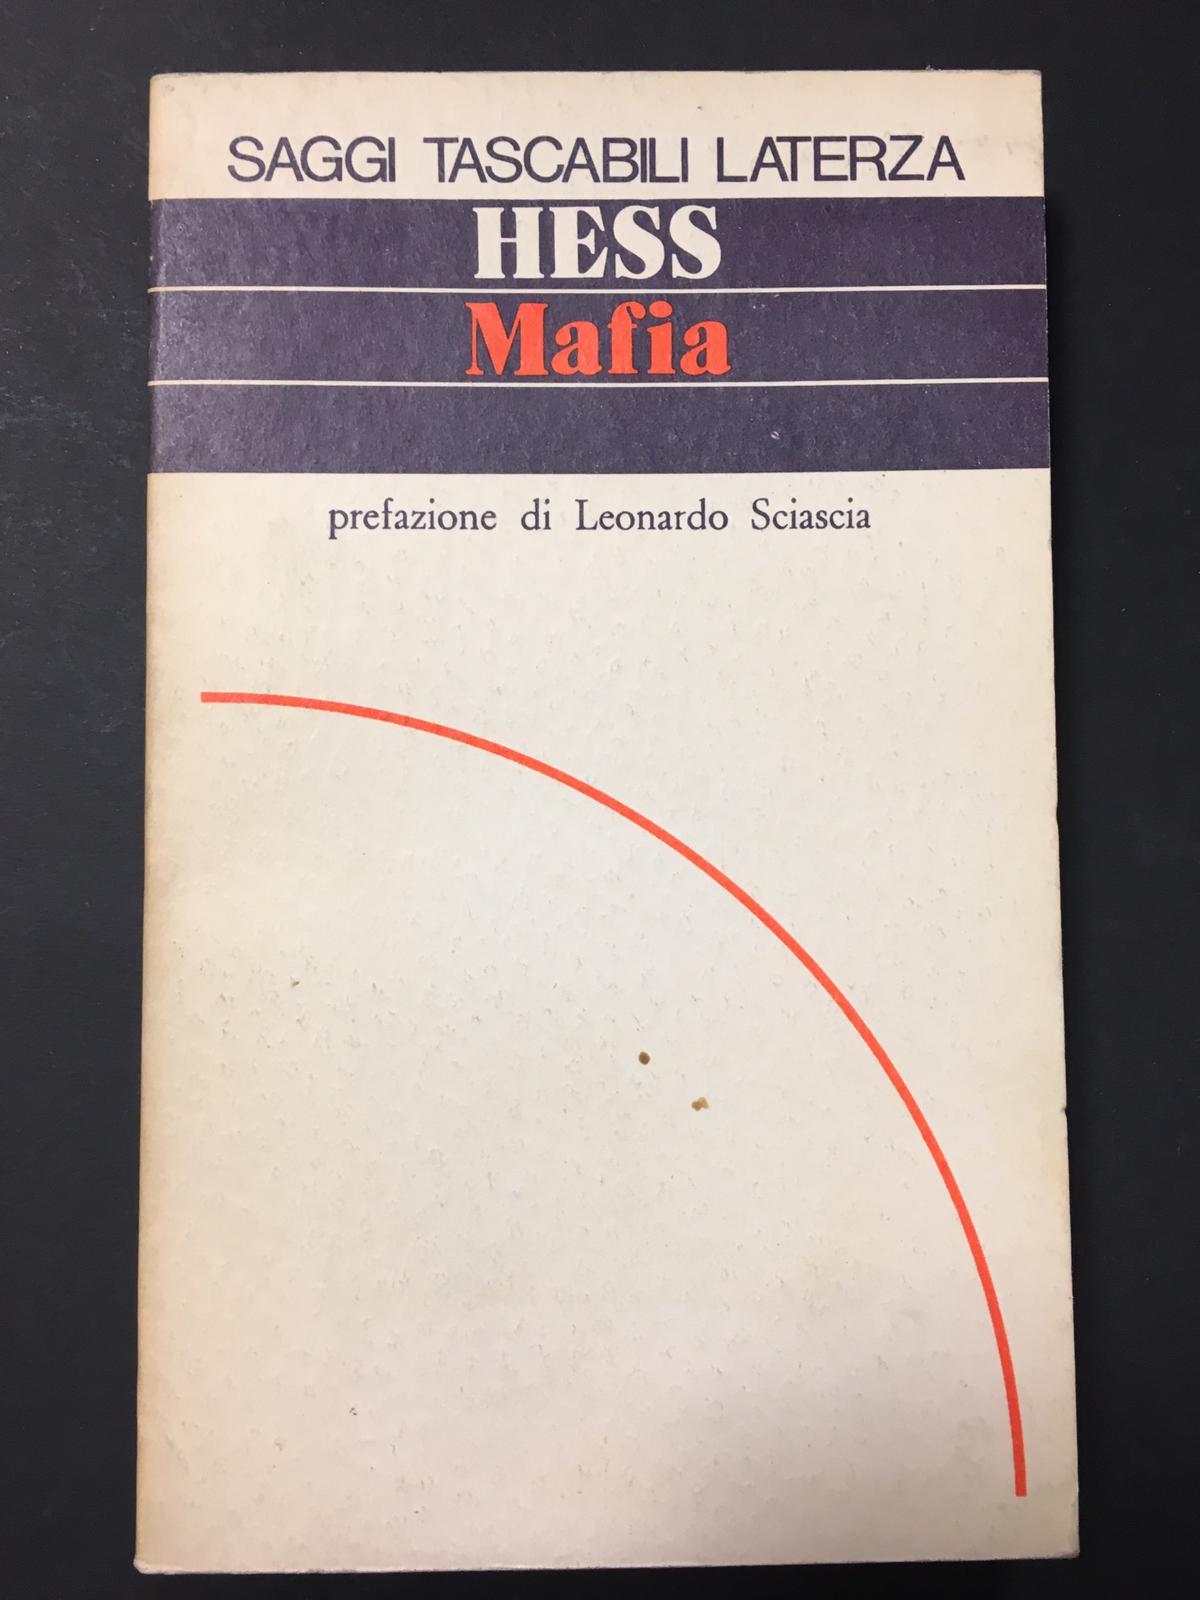 SAGGI TASCABILI LATERZA
HESS
Mafia
prefazione di Leonardo Sciascia